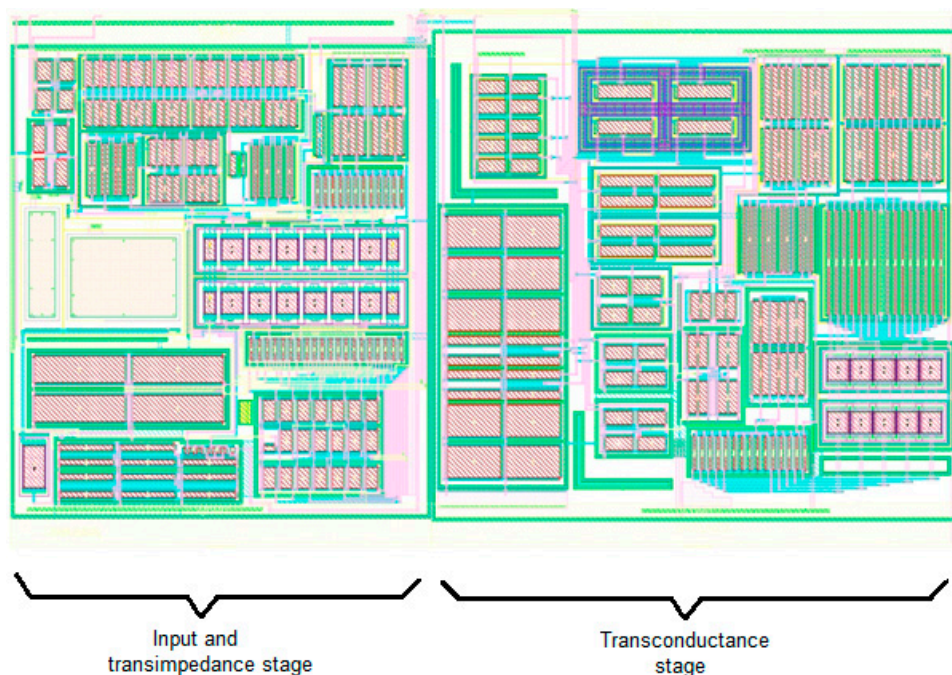 Input and
transimpedance stage
Transconductance
stage